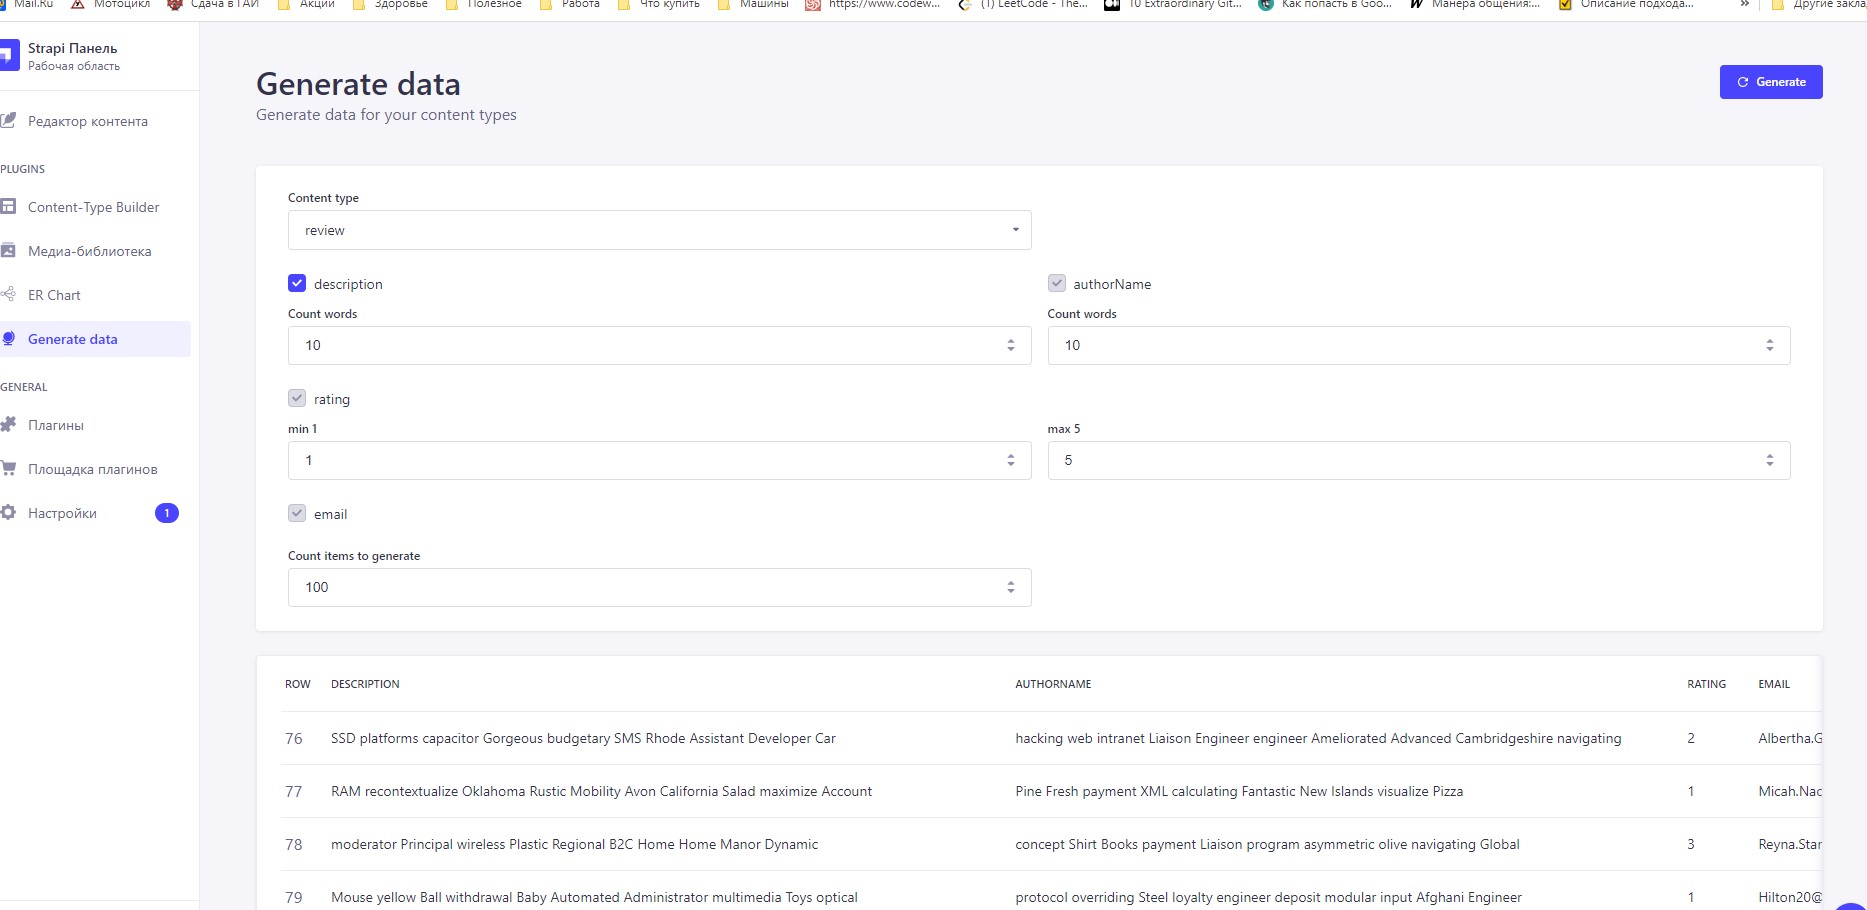 Mail.Ru Мотоцикл Сдача в ГАИ Акции Здоровье Полезное Работа Что купить Машины https://www.codew... (1) LeetCode - The... 10 Extraordinary Git... Как попасть в Goo... Манера общения:... Описание подхода... » Другие закла
Strapi Панель
Рабочая область
Generate data
Generate
Generate data for your content types
Редактор контента
PLUGINS
Content-Type Builder
Медиа-библиотека
ER Chart
Generate data
GENERAL
Плагины
Площадка плагинов
Настройки 1
Content type
review
description authorName
Count words Count words
10 10
rating
min 1 max 5
1 5
email
Count items to generate
100
ROW DESCRIPTION AUTHORNAME RATING EMAIL
76 SSD platforms capacitor Gorgeous budgetary SMS Rhode Assistant Developer Car hacking web intranet Liaison Engineer engineer Ameliorated Advanced Cambridgeshire navigating 2 Albertha.G
77 RAM recontextualize Oklahoma Rustic Mobility Avon California Salad maximize Account Pine Fresh payment XML calculating Fantastic New Islands visualize Pizza 1 Micah.Nac
78 moderator Principal wireless Plastic Regional B2C Home Home Manor Dynamic concept Shirt Books payment Liaison program asymmetric olive navigating Global 3 Reyna.Star
79 Mouse yellow Ball withdrawal Baby Automated Administrator multimedia Toys optical protocol overriding Steel loyalty engineer deposit modular input Afghani Engineer 1 Hilton20@